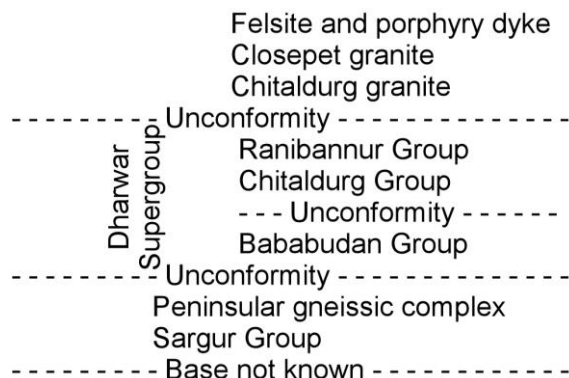 Felsite and porphyry dyke
Closepet granite
Chitaldurg granite
- - - - - - - - - Unconformity - - - - - - - - - - - - - -
Dharwar
Supergroup
Ranibannur Group
Chitaldurg Group
- - - Unconformity - - - - - -
Bababudan Group
- - - - - - - - - Unconformity - - - - - - - - - - - - - -
Peninsular gneissic complex
Sargur Group
- - - - - - - - - Base not known - - - - - - - - - - - -